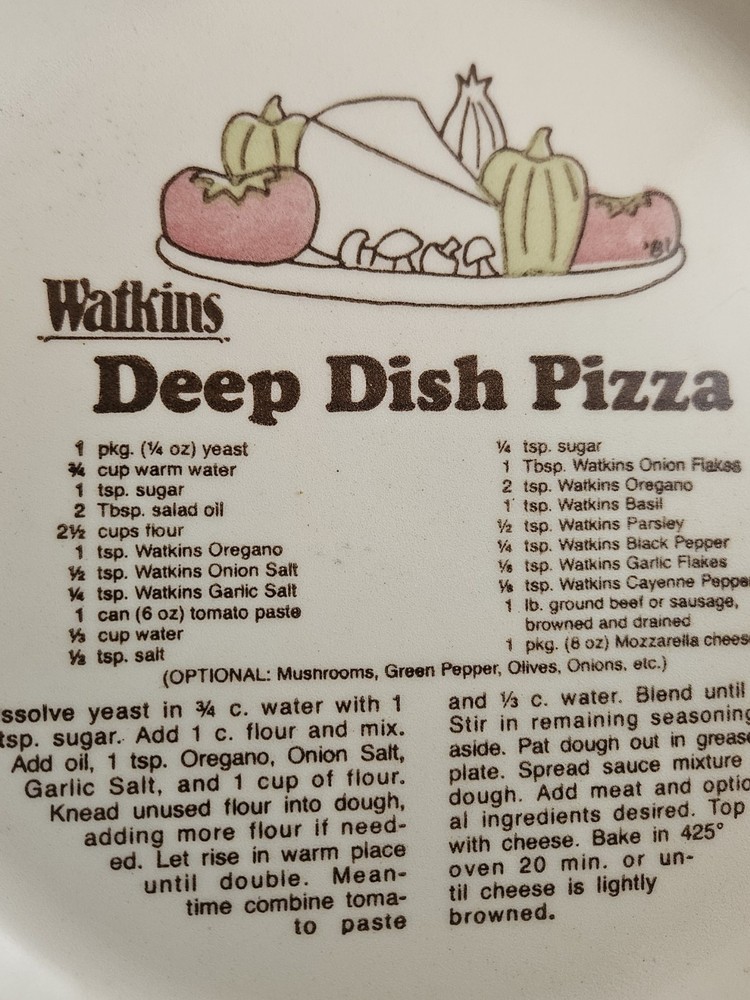 '81
Watkins
Deep Dish Pizza
1 pkg. (¼ oz) yeast
¾ cup warm water
1 tsp. sugar
2 Tbsp. salad oil
2½ cups flour
1 tsp. Watkins Oregano
½ tsp. Watkins Onion Salt
¼ tsp. Watkins Garlic Salt
1 can (6 oz) tomato paste
⅓ cup water
½ tsp. salt
¼ tsp. sugar
1 Tbsp. Watkins Onion Flakes
2 tsp. Watkins Oregano
1 tsp. Watkins Basil
½ tsp. Watkins Parsley
¼ tsp. Watkins Black Pepper
⅛ tsp. Watkins Garlic Flakes
⅛ tsp. Watkins Cayenne Peppe
1 lb. ground beef or sausage,
browned and drained
1 pkg. (8 oz) Mozzarella chees
(OPTIONAL: Mushrooms, Green Pepper, Olives, Onions, etc.)
ssolve yeast in ¾ c. water with 1
tsp. sugar. Add 1 c. flour and mix.
Add oil, 1 tsp. Oregano, Onion Salt,
Garlic Salt, and 1 cup of flour.
Knead unused flour into dough,
adding more flour if need-
ed. Let rise in warm place
until double. Mean-
time combine toma-
to paste
and ⅓ c. water. Blend until
Stir in remaining seasoning
aside. Pat dough out in grease
plate. Spread sauce mixture
dough. Add meat and optio
al ingredients desired. Top
with cheese. Bake in 425°
oven 20 min. or un-
til cheese is lightly
browned.